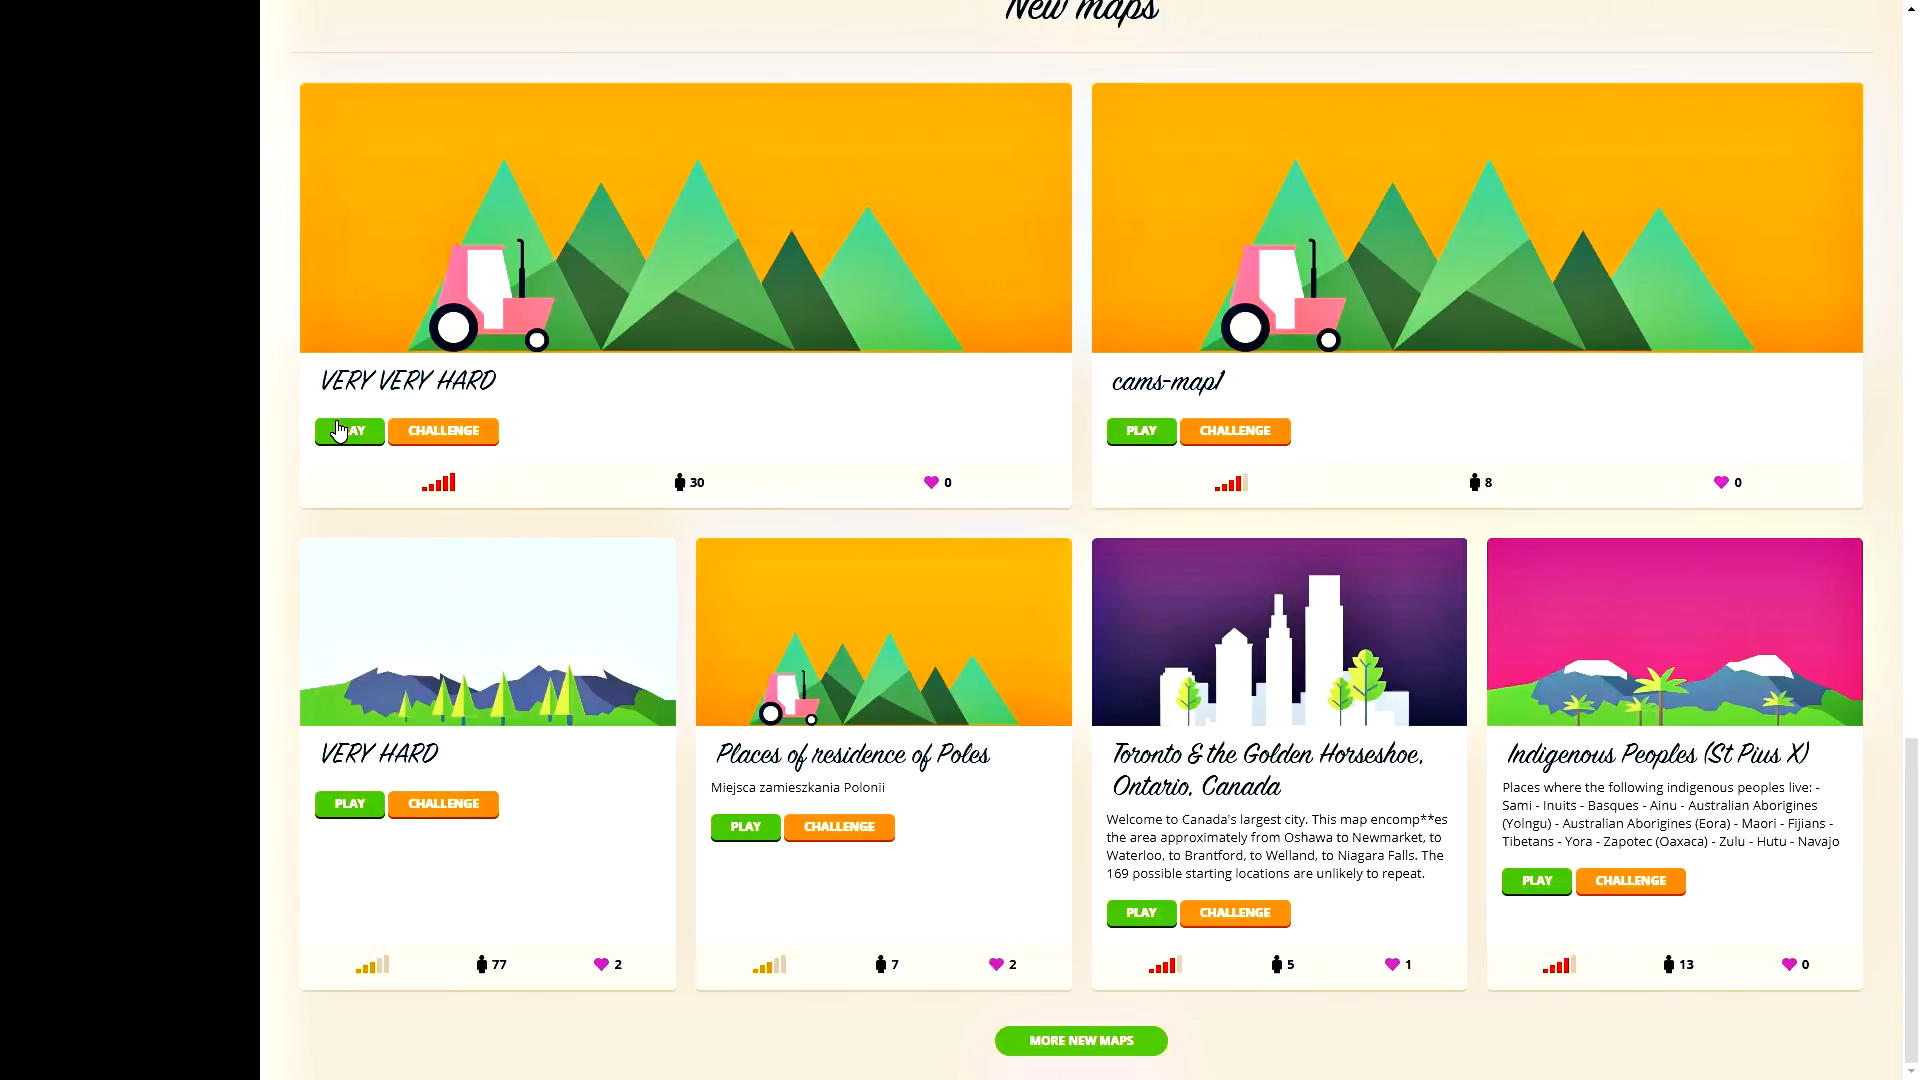 New maps
VERY VERY HARD
CHALLENGE
30
0
cams-map1
PLAY
CHALLENGE
8
0
VERY HARD
PLAY
CHALLENGE
77
2
Places of residence of Poles
Miejsca zamieszkania Polonii
PLAY
CHALLENGE
7
2
Toronto & the Golden Horseshoe,
Ontario, Canada
Welcome to Canada's largest city. This map encomp**es
the area approximately from Oshawa to Newmarket, to
Waterloo, to Brantford, to Welland, to Niagara Falls. The
169 possible starting locations are unlikely to repeat.
PLAY
CHALLENGE
5
1
Indigenous Peoples (St Pius X)
Places where the following indigenous peoples live: -
Sami - Inuits - Basques - Ainu - Australian Aborigines
(Yolngu) - Australian Aborigines (Eora) - Maori - Fijians -
Tibetans - Yora - Zapotec (Oaxaca) - Zulu - Hutu - Navajo
PLAY
CHALLENGE
13
0
MORE NEW MAPS